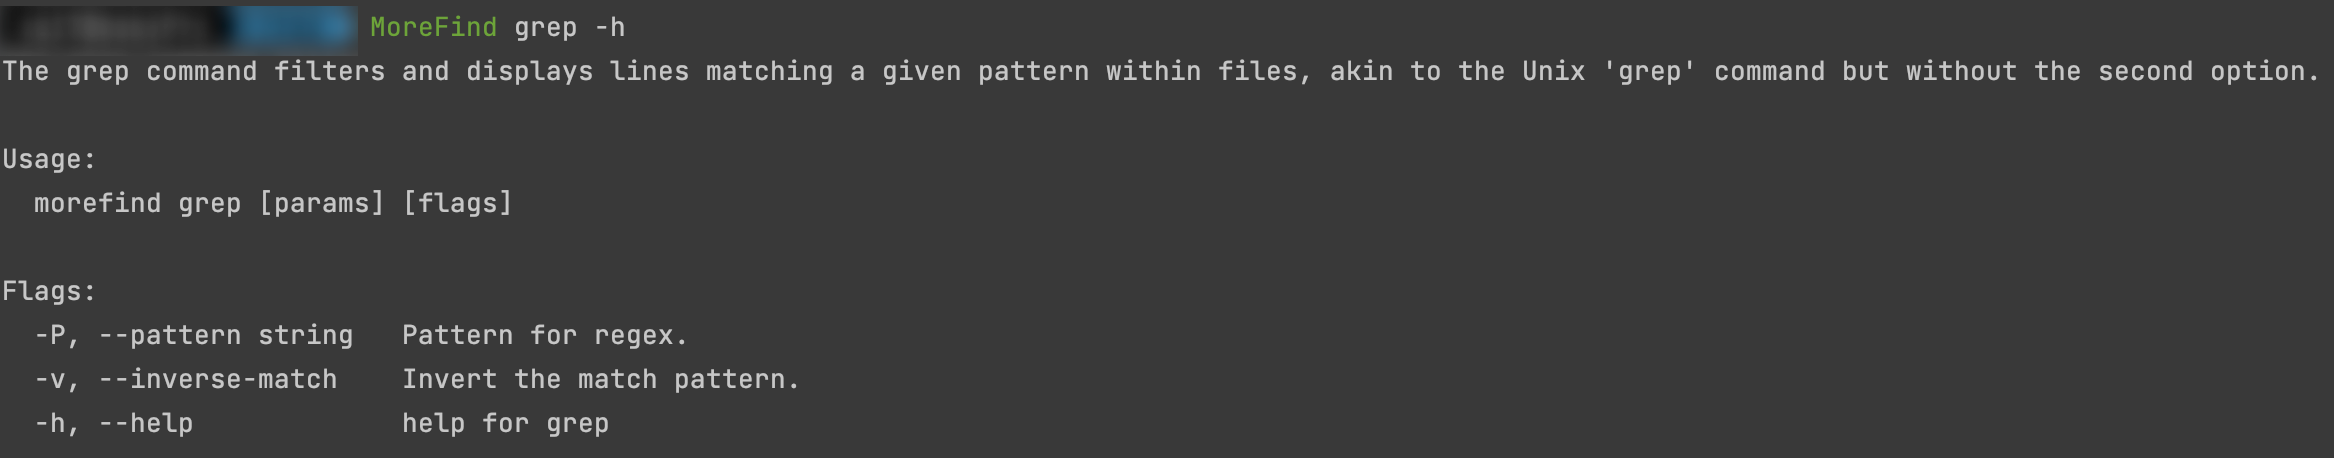 MoreFind grep -h
The grep command filters and displays lines matching a given pattern within files, akin to the Unix 'grep' command but without the second option.
Usage:
morefind grep [params] [flags]
Flags:
-P, --pattern string   Pattern for regex.
-v, --inverse-match    Invert the match pattern.
-h, --help             help for grep